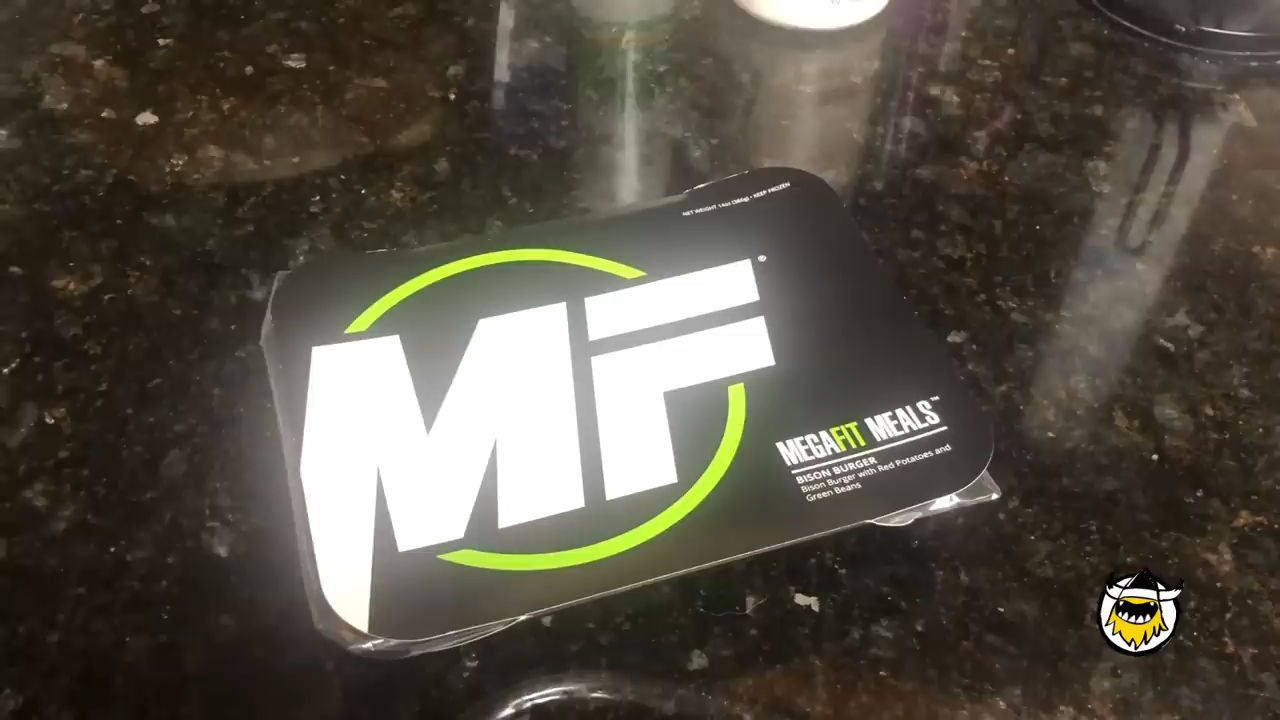 NET WEIGHT 14oz (396g) • KEEP FROZEN
MF®
MEGAFIT MEALS™
BISON BURGER
Bison Burger with Red Potatoes and
Green Beans